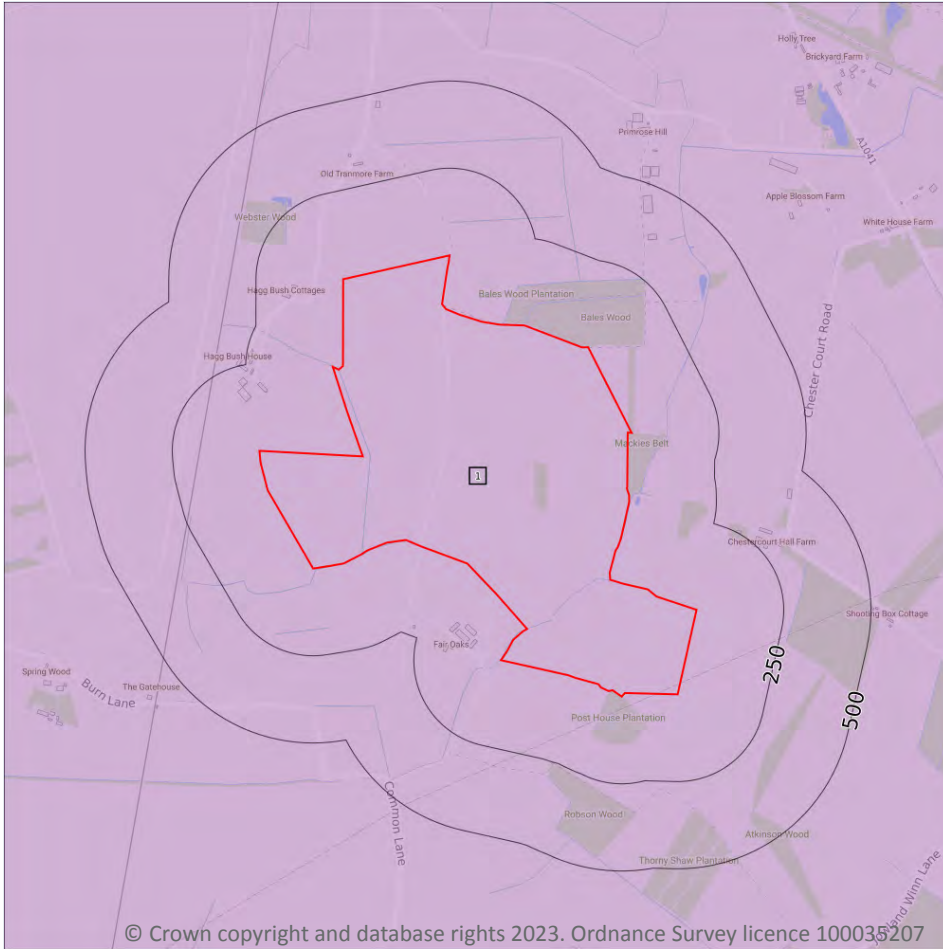 Holly Tree
Brickyard Farm
Primrose Hill
A1041
Old Tranmore Farm
Apple Blossom Farm
Webster Wood
White House Farm
Hagg Bush Cottages
Bales Wood Plantation
Bales Wood
Chester Court Road
Hagg Bush House
Mackies Belt
1
Chestercourt Hall Farm
Shooting Box Cottage
Fair Oaks
250
Spring Wood
Burn Lane
The Gatehouse
500
Post House Plantation
Common Lane
Robson Wood
Atkinson Wood
Thorny Shaw Plantation
Winn Lane
© Crown copyright and database rights 2023. Ordnance Survey licence 100035207